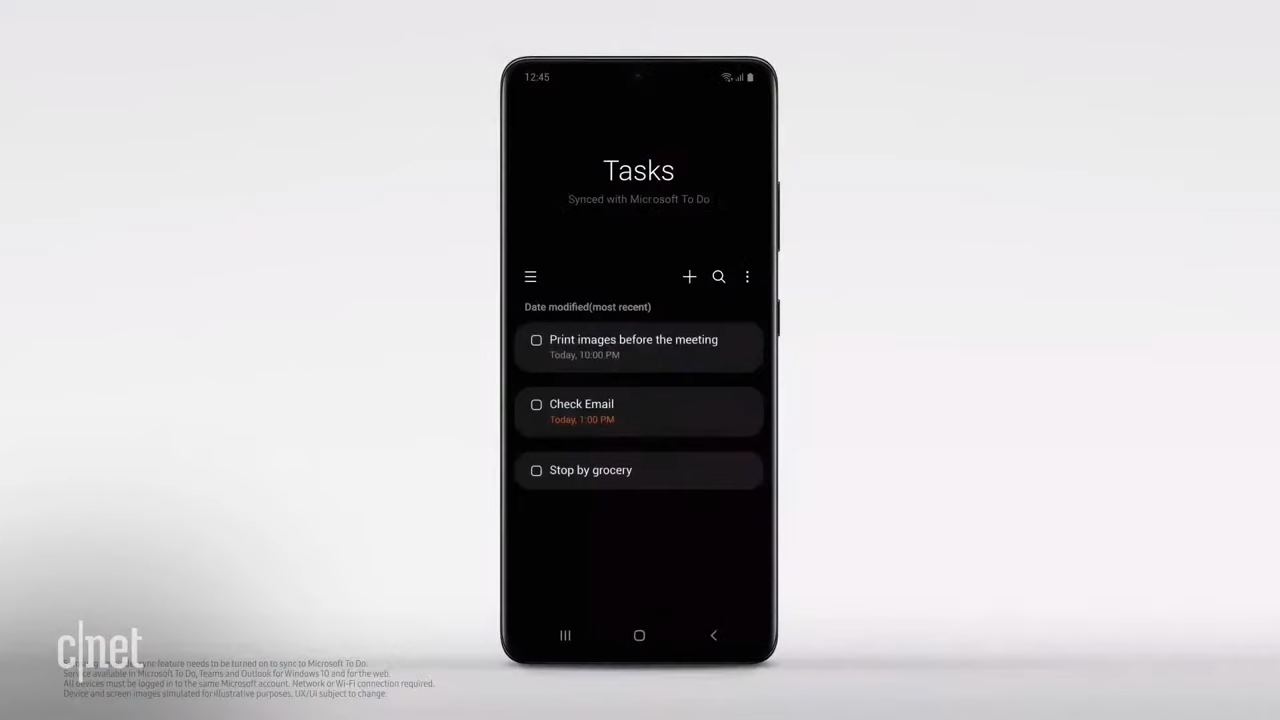 12:45
Tasks
Synced with Microsoft To Do
Date modified(most recent)
Print images before the meeting
Today, 10:00 PM
Check Email
Today, 1:00 PM
Stop by grocery
c|net
sync feature needs to be turned on to sync to Microsoft To Do.
Service available in Microsoft To Do, Teams and Outlook for Windows 10 and for the web.
All devices must be logged in to the same Microsoft account. Network or Wi-Fi connection required.
Device and screen images simulated for illustrative purposes. UX/UI subject to change.